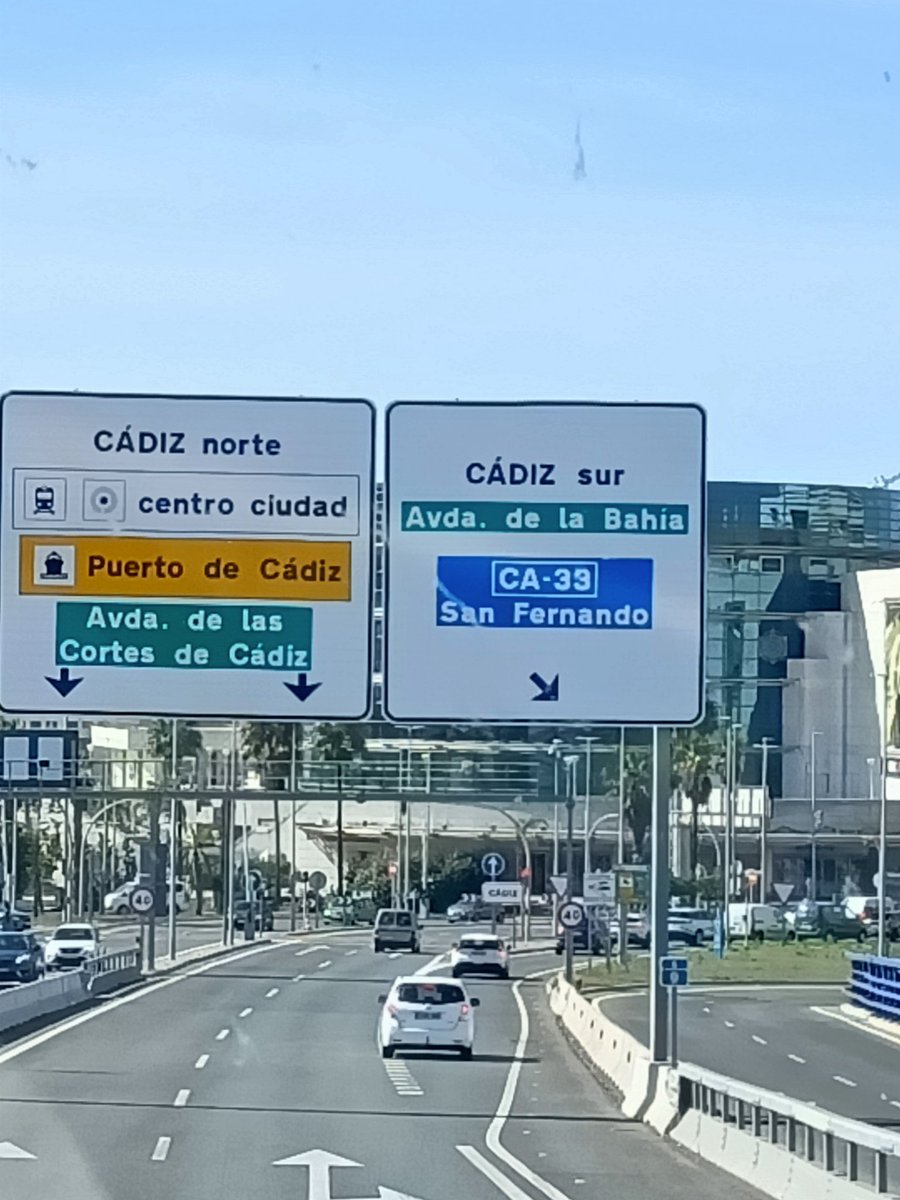 CÁDIZ norte
centro ciudad
Puerto de Cádiz
Avda. de las
Cortes de Cádiz
CÁDIZ sur
Avda. de la Bahía
CA-33
San Fernando
CÁDIZ
40
40